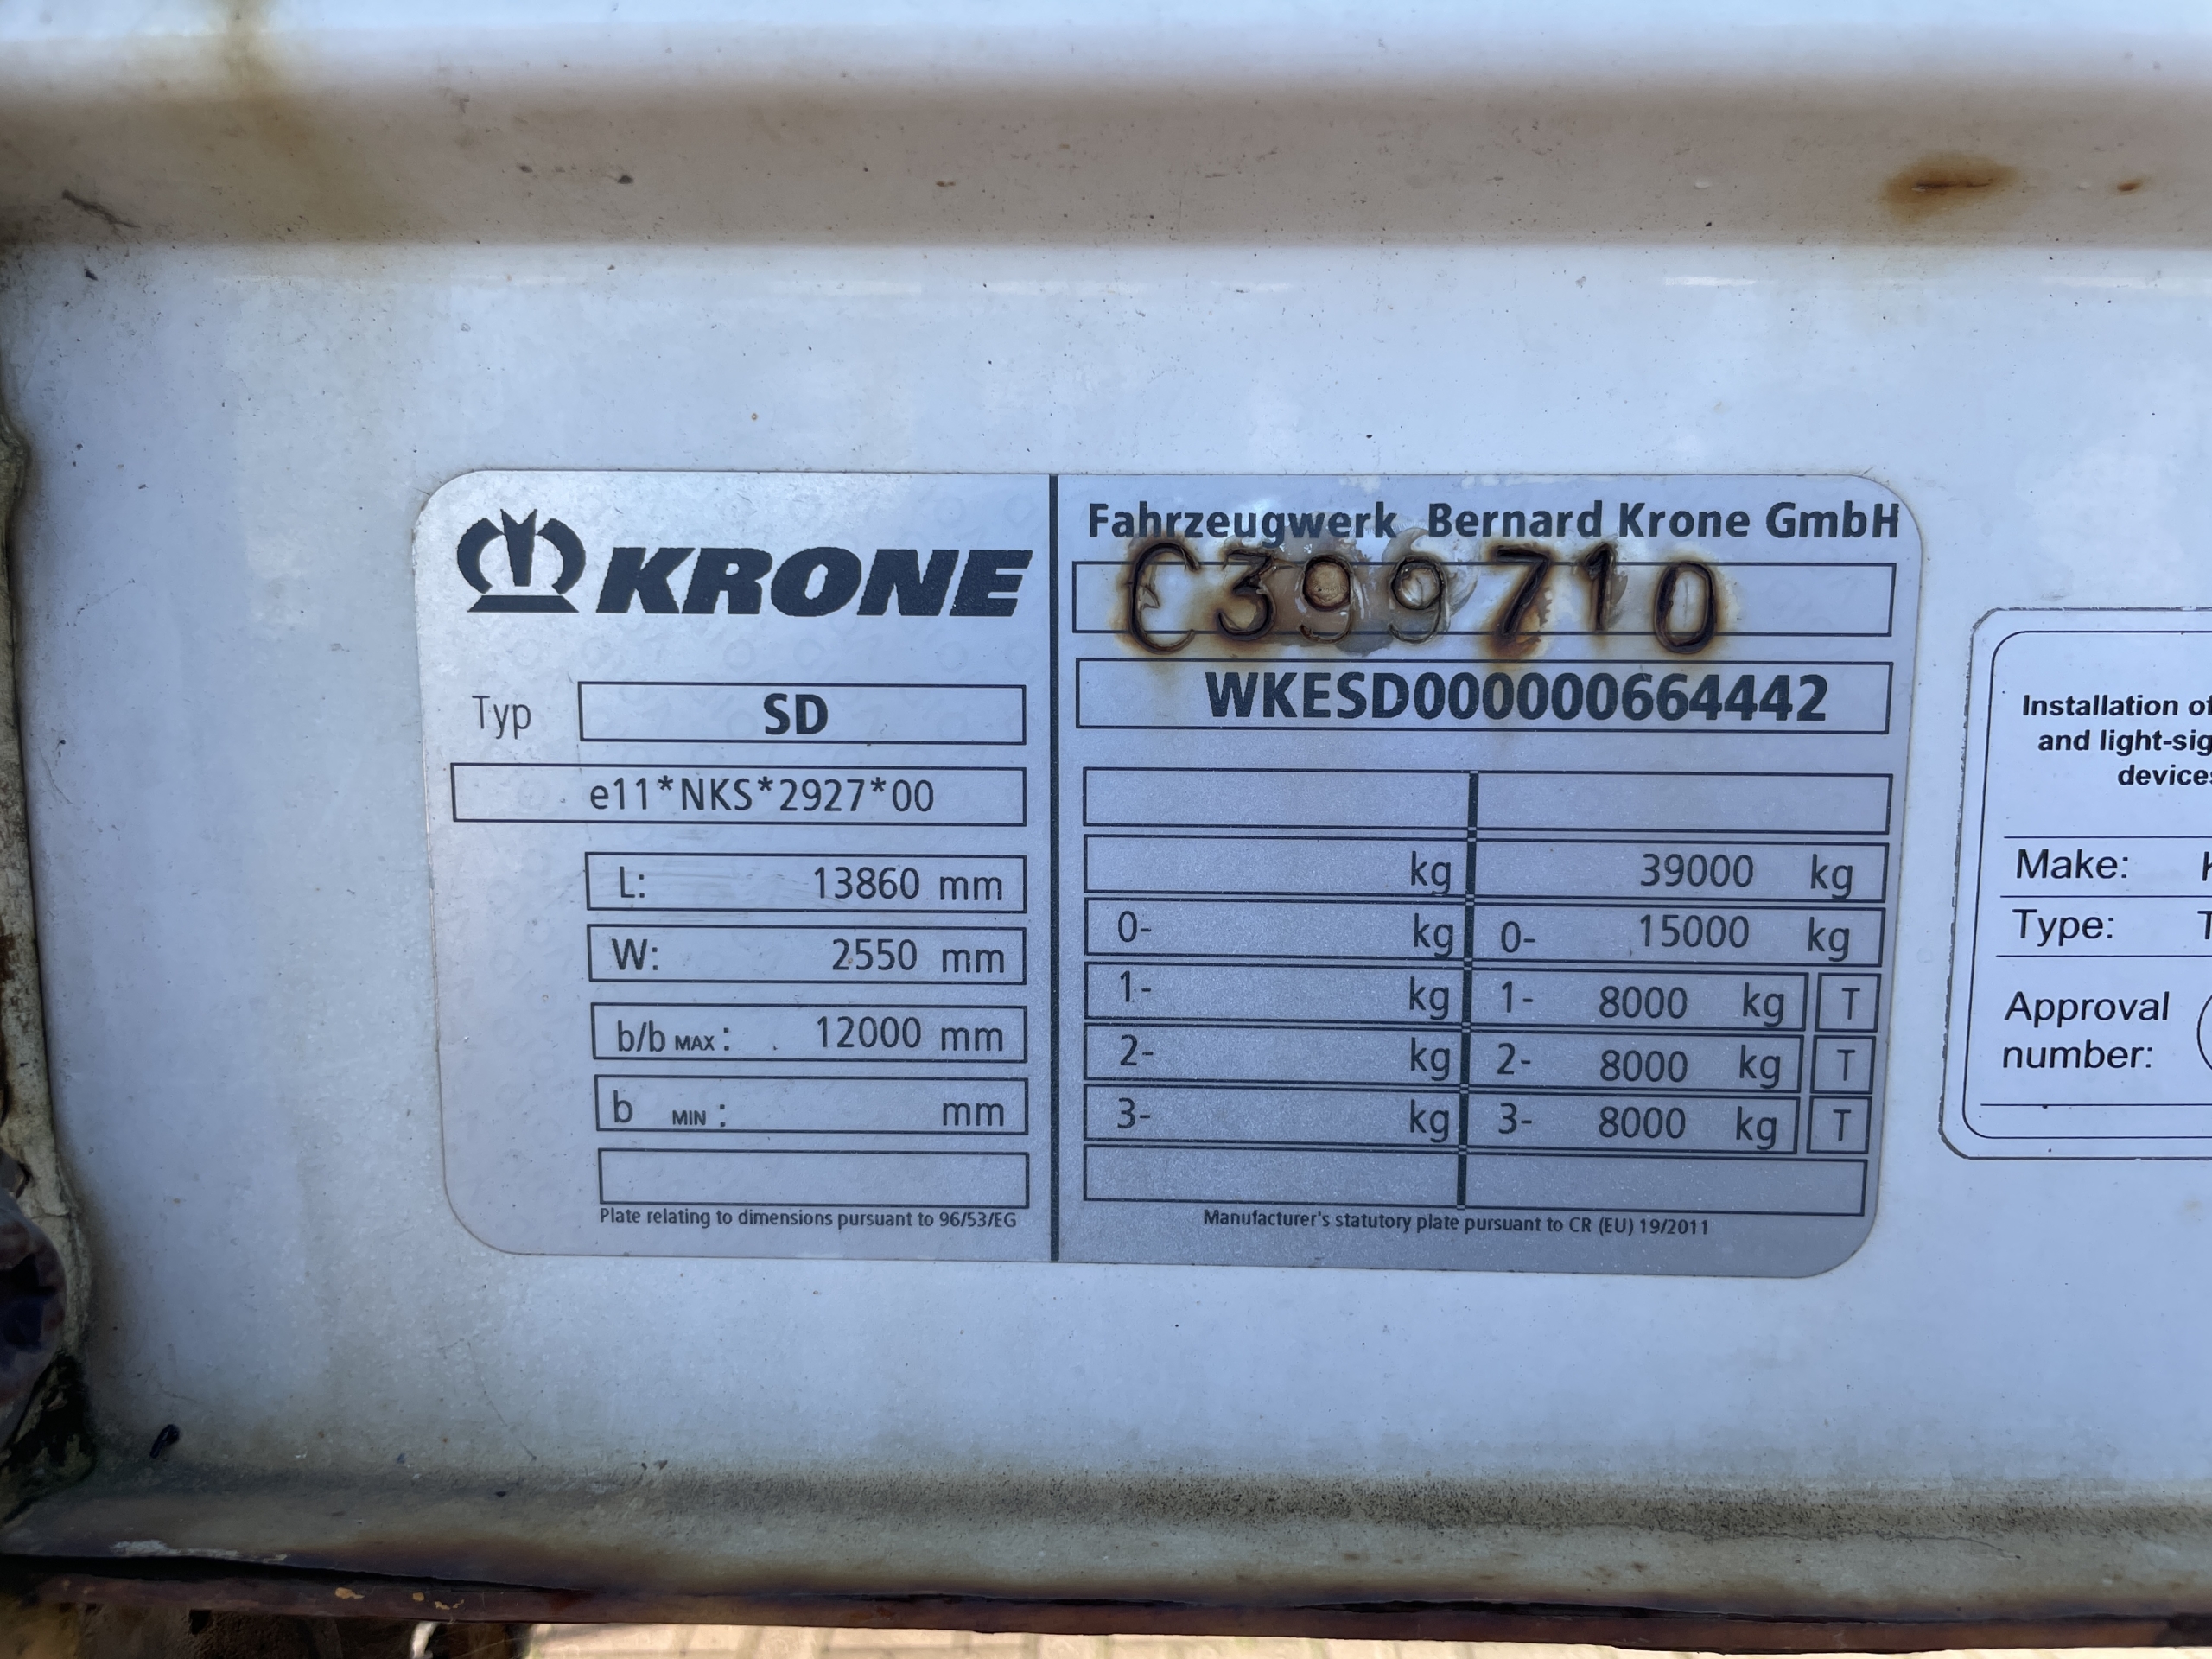 KRONE
Typ SD
e11*NKS*2927*00
L: 13860 mm
W: 2550 mm
b/b MAX: 12000 mm
b MIN: mm
Plate relating to dimensions pursuant to 96/53/EG
Fahrzeugwerk Bernard Krone GmbH
C399710
WKESD000000664442
kg 39000 kg
0- kg 0- 15000 kg
1- kg 1- 8000 kg T
2- kg 2- 8000 kg T
3- kg 3- 8000 kg T
Manufacturer's statutory plate pursuant to CR (EU) 19/2011
Installation of
and light-sig
device
Make:
Type: T
Approval
number: